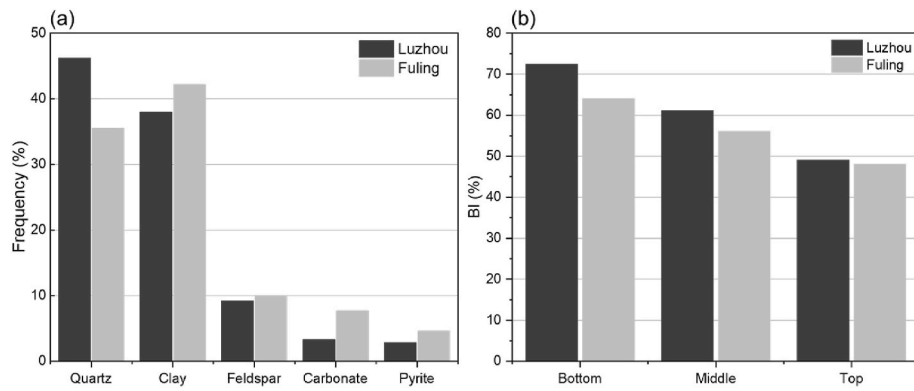 (a)
Luzhou
Fuling
Frequency (%)
50
40
30
20
10
0
Quartz Clay Feldspar Carbonate Pyrite
(b)
Luzhou
Fuling
BI (%)
80
70
60
50
40
30
20
10
0
Bottom Middle Top